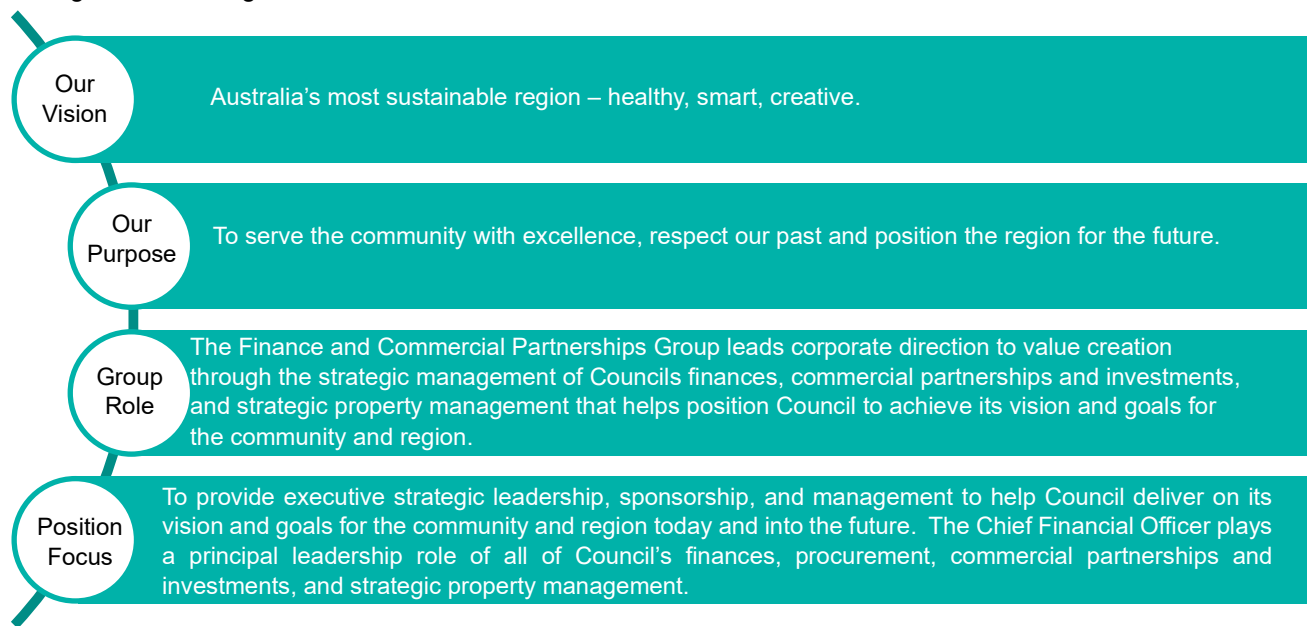 Our
Vision
Australia’s most sustainable region – healthy, smart, creative.
Our
Purpose
To serve the community with excellence, respect our past and position the region for the future.
Group
Role
The Finance and Commercial Partnerships Group leads corporate direction to value creation
through the strategic management of Councils finances, commercial partnerships and investments,
and strategic property management that helps position Council to achieve its vision and goals for
the community and region.
Position
Focus
To provide executive strategic leadership, sponsorship, and management to help Council deliver on its
vision and goals for the community and region today and into the future. The Chief Financial Officer plays
a principal leadership role of all of Council’s finances, procurement, commercial partnerships and
investments, and strategic property management.